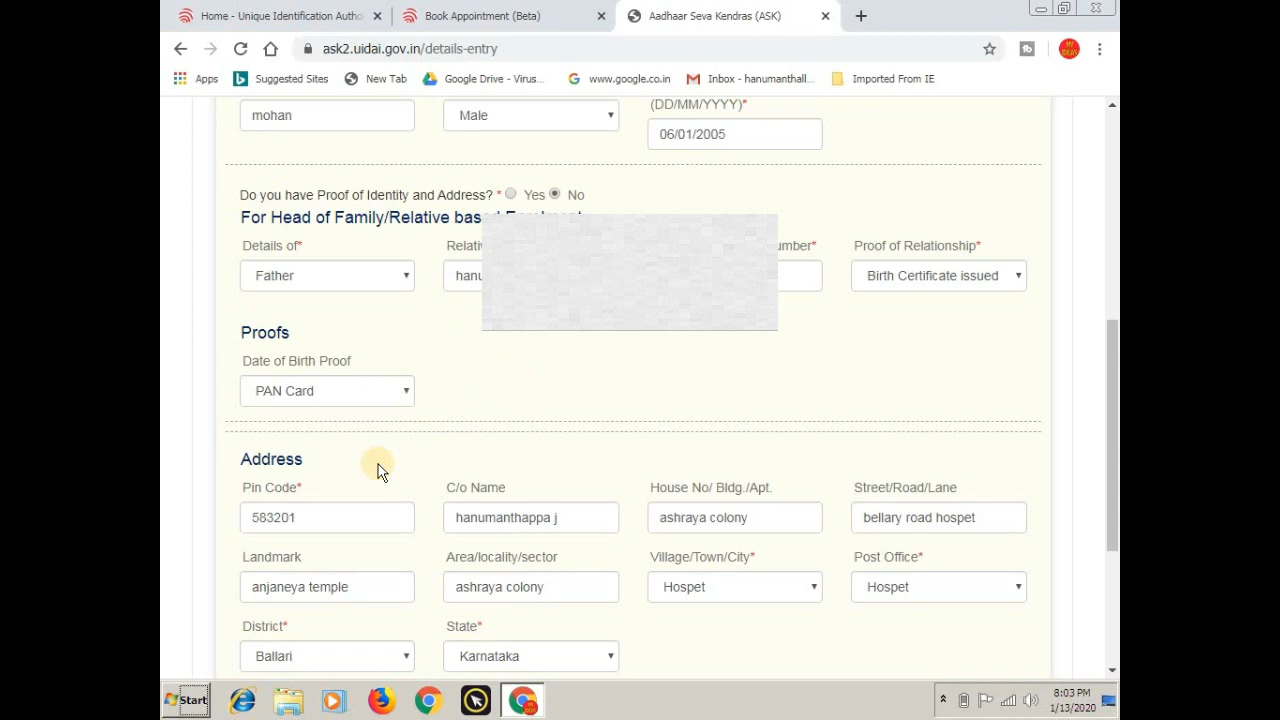 Home - Unique Identification Autho Book Appointment (Beta) Aadhaar Seva Kendras (ASK)
ask2.uidai.gov.in/details-entry
Apps Suggested Sites New Tab Google Drive - Virus... www.google.co.in Inbox - hanumanthall... Imported From IE
(DD/MM/YYYY)*
mohan Male
06/01/2005
Do you have Proof of Identity and Address? * Yes No
For Head of Family/Relative based Enrolment
Details of* umber* Proof of Relationship*
Father hanu Birth Certificate issued
Proofs
Date of Birth Proof
PAN Card
Address
Pin Code* C/o Name House No/ Bldg./Apt. Street/Road/Lane
583201 hanumanthappa j ashraya colony bellary road hospet
Landmark Area/locality/sector Village/Town/City* Post Office*
anjaneya temple ashraya colony Hospet Hospet
District* State*
Ballari Karnataka
Start 8:03 PM
1/13/2020